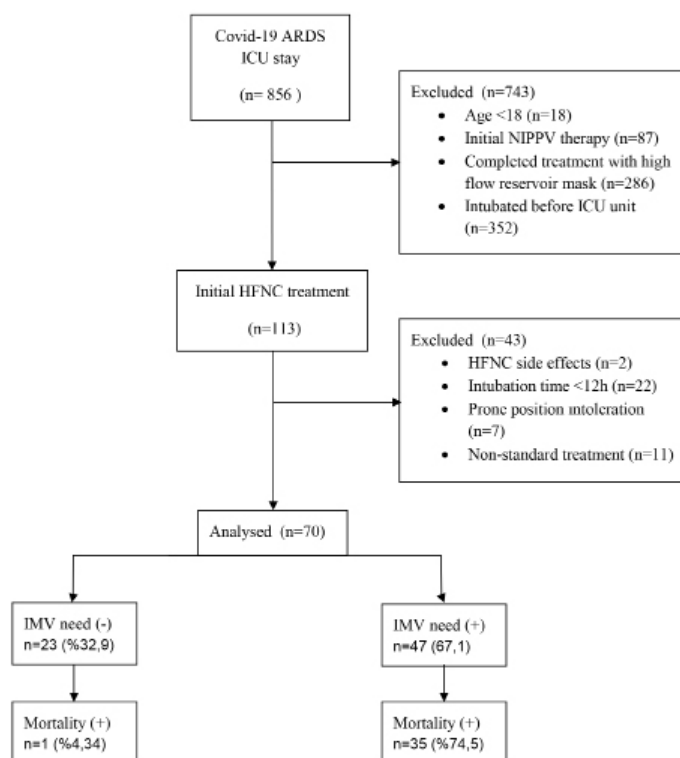 Covid-19 ARDS
ICU stay
(n= 856 )
Excluded (n=743)
• Age <18 (n=18)
• Initial NIPPV therapy (n=87)
• Completed treatment with high
flow reservoir mask (n=286)
• Intubated before ICU unit
(n=352)
Initial HFNC treatment
(n=113)
Excluded (n=43)
• HFNC side effects (n=2)
• Intubation time <12h (n=22)
• Prone position intoleration
(n=7)
• Non-standard treatment (n=11)
Analysed (n=70)
IMV need (-)
n=23 (%32,9)
IMV need (+)
n=47 (67,1)
Mortality (+)
n=1 (%4,34)
Mortality (+)
n=35 (%74,5)